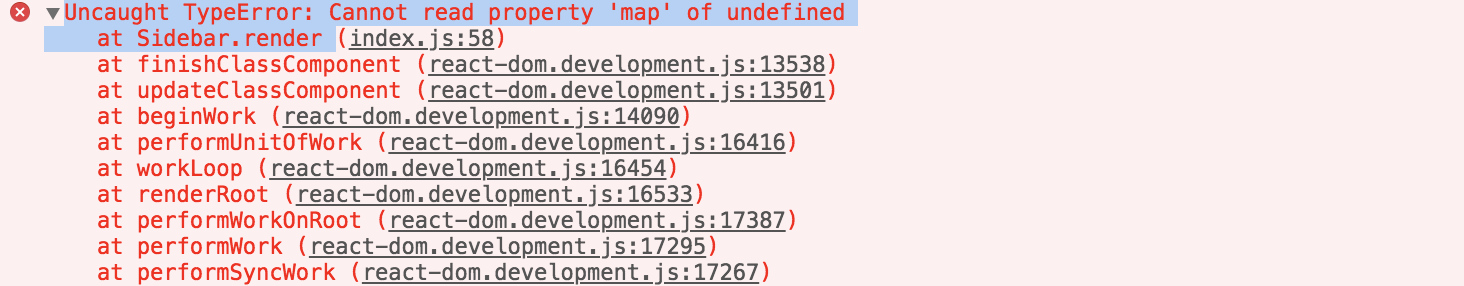 Uncaught TypeError: Cannot read property 'map' of undefined
at Sidebar.render (index.js:58)
at finishClassComponent (react-dom.development.js:13538)
at updateClassComponent (react-dom.development.js:13501)
at beginWork (react-dom.development.js:14090)
at performUnitOfWork (react-dom.development.js:16416)
at workLoop (react-dom.development.js:16454)
at renderRoot (react-dom.development.js:16533)
at performWorkOnRoot (react-dom.development.js:17387)
at performWork (react-dom.development.js:17295)
at performSyncWork (react-dom.development.js:17267)